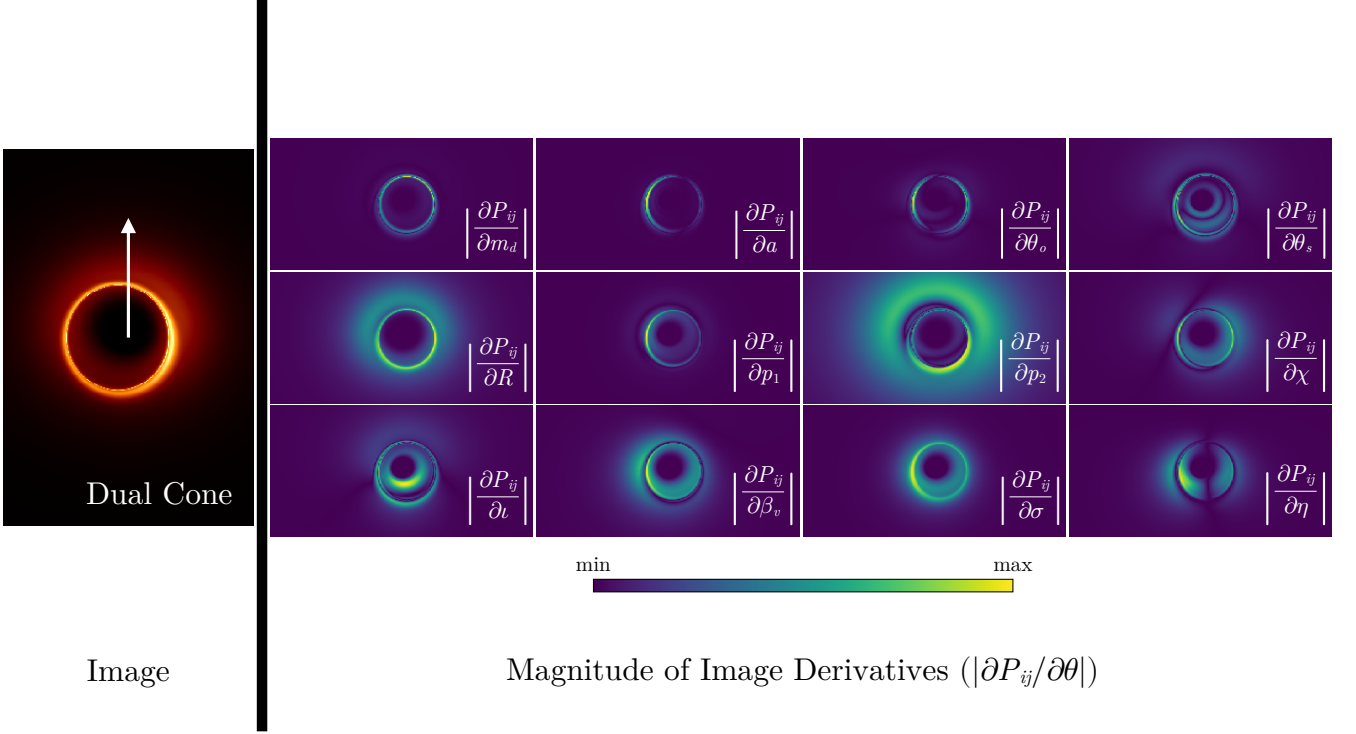 |∂P_ij/∂m_d|
|∂P_ij/∂a|
|∂P_ij/∂θ_o|
|∂P_ij/∂θ_s|
|∂P_ij/∂R|
|∂P_ij/∂p_1|
|∂P_ij/∂p_2|
|∂P_ij/∂χ|
Dual Cone
|∂P_ij/∂ι|
|∂P_ij/∂β_v|
|∂P_ij/∂σ|
|∂P_ij/∂η|
min
max
Image
Magnitude of Image Derivatives (|∂P_ij/∂θ|)